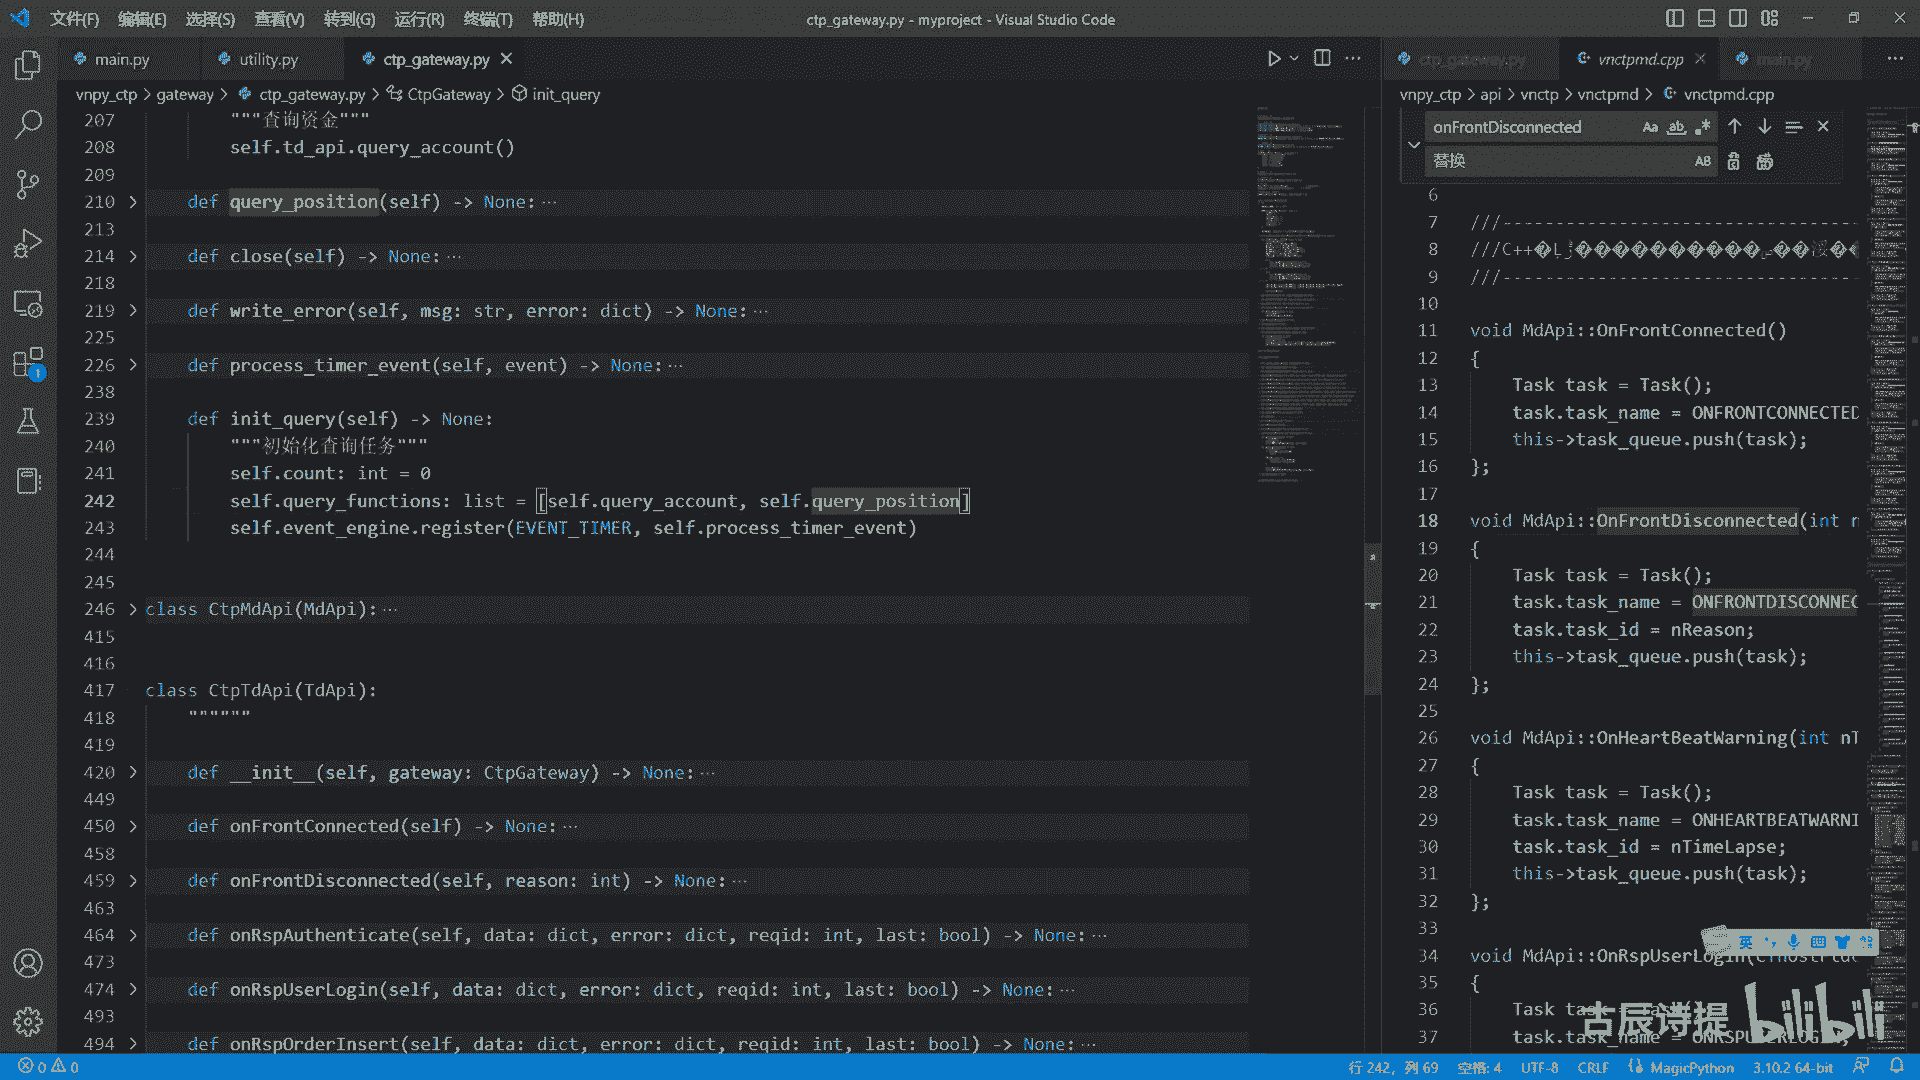 文件(F) 编辑(E) 选择(S) 查看(V) 转到(G) 运行(R) 终端(T) 帮助(H)
ctp_gateway.py - myproject - Visual Studio Code
main.py
utility.py
ctp_gateway.py
vnpy_ctp > gateway > ctp_gateway.py > CtpGateway > init_query
207 """查询资金"""
208 self.td_api.query_account()
209
210 def query_position(self) -> None:···
213
214 def close(self) -> None:···
218
219 def write_error(self, msg: str, error: dict) -> None:···
225
226 def process_timer_event(self, event) -> None:···
238
239 def init_query(self) -> None:
240 """初始化查询任务"""
241 self.count: int = 0
242 self.query_functions: list = [self.query_account, self.query_position]
243 self.event_engine.register(EVENT_TIMER, self.process_timer_event)
244
245
246 class CtpMdApi(MdApi):···
415
416
417 class CtpTdApi(TdApi):
418 """"""
419
420 def __init__(self, gateway: CtpGateway) -> None:···
449
450 def onFrontConnected(self) -> None:···
458
459 def onFrontDisconnected(self, reason: int) -> None:···
463
464 def onRspAuthenticate(self, data: dict, error: dict, reqid: int, last: bool) -> None:···
473
474 def onRspUserLogin(self, data: dict, error: dict, reqid: int, last: bool) -> None:···
493
494 def onRspOrderInsert(self, data: dict, error: dict, reqid: int, last: bool) -> None:···
ctp_gateway.py
vnctpmd.cpp
main.py
vnpy_ctp > api > vnctp > vnctpmd > vnctpmd.cpp
onFrontDisconnected
替换
6
7 ///----------------------------------
8 ///C++
9 ///----------------------------------
10
11 void MdApi::OnFrontConnected()
12 {
13 Task task = Task();
14 task.task_name = ONFRONTCONNECTED
15 this->task_queue.push(task);
16 };
17
18 void MdApi::OnFrontDisconnected(int n
19 {
20 Task task = Task();
21 task.task_name = ONFRONTDISCONNEC
22 task.task_id = nReason;
23 this->task_queue.push(task);
24 };
25
26 void MdApi::OnHeartBeatWarning(int nT
27 {
28 Task task = Task();
29 task.task_name = ONHEARTBEATWARNI
30 task.task_id = nTimeLapse;
31 this->task_queue.push(task);
32 };
33
34 void MdApi::OnRspUserLogin(CThostFtdc
35 {
36 Task
37 task.task_name = ONRSPUSERLOGIN;
英
古辰诗提 bilibili
0 0
行 242，列 69 空格: 4 UTF-8 CRLF MagicPython 3.10.2 64-bit